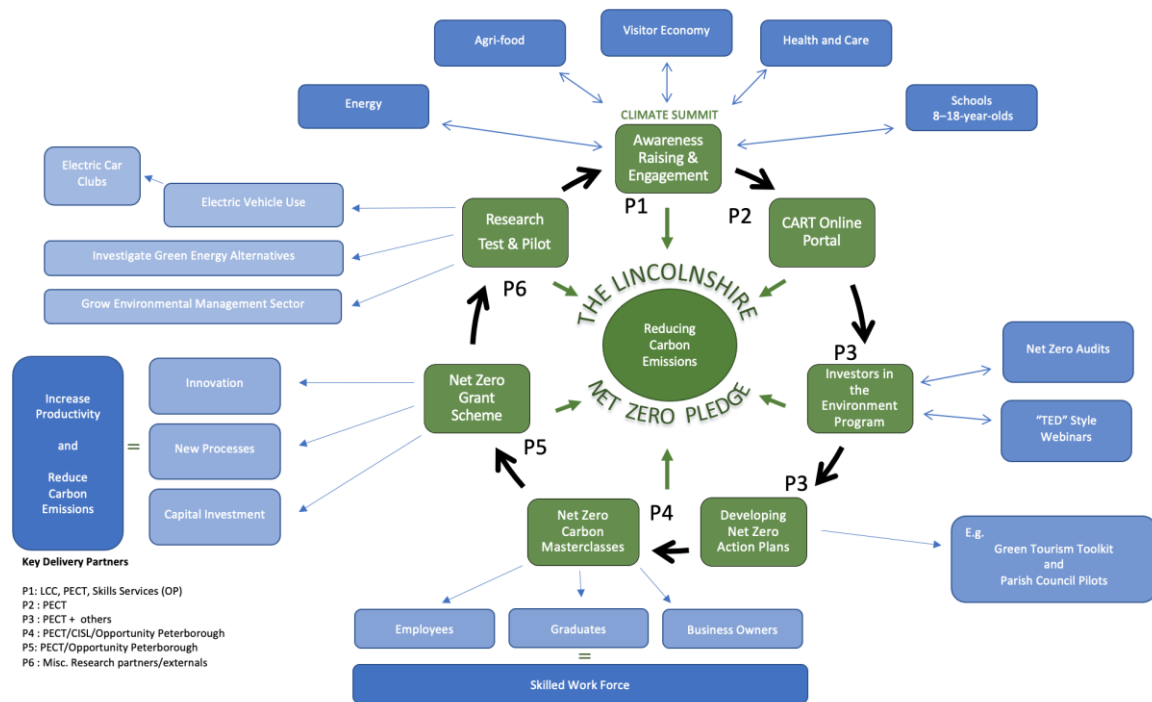 Visitor Economy
Agri-food
Health and Care
Energy
Schools
8–18-year-olds
CLIMATE SUMMIT
Awareness
Raising &
Engagement
P1
P2
CART Online
Portal
Electric Car
Clubs
Electric Vehicle Use
Research
Test & Pilot
Investigate Green Energy Alternatives
Grow Environmental Management Sector
P6
THE LINCOLNSHIRE
Reducing
Carbon
Emissions
NET ZERO PLEDGE
P3
Investors in
the
Environment
Program
Net Zero Audits
“TED” Style
Webinars
Increase
Productivity
and
Reduce
Carbon
Emissions
=
Innovation
New Processes
Capital Investment
Net Zero
Grant
Scheme
P5
P3
Net Zero
Carbon
Masterclasses
P4
Developing
Net Zero
Action Plans
E.g.
Green Tourism Toolkit
and
Parish Council Pilots
Key Delivery Partners
P1: LCC, PECT, Skills Services (OP)
P2 : PECT
P3 : PECT + others
P4 : PECT/CISL/Opportunity Peterborough
P5: PECT/Opportunity Peterborough
P6 : Misc. Research partners/externals
Employees
Graduates
Business Owners
=
Skilled Work Force